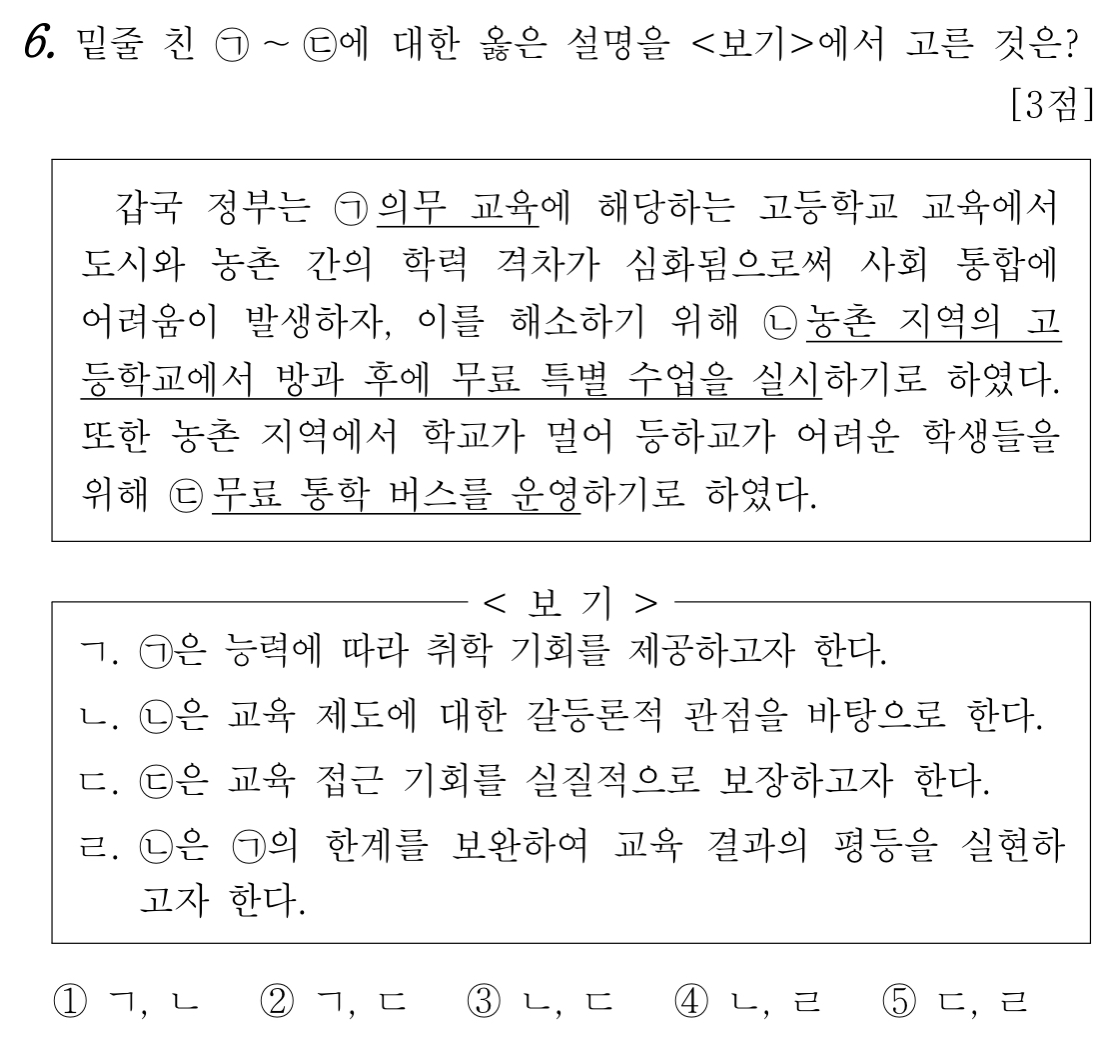 6. 밑줄 친 ㉠ ~ ㉢에 대한 옳은 설명을 <보기>에서 고른 것은?
[3점]
갑국 정부는 ㉠ 의무 교육에 해당하는 고등학교 교육에서
도시와 농촌 간의 학력 격차가 심화됨으로써 사회 통합에
어려움이 발생하자, 이를 해소하기 위해 ㉡ 농촌 지역의 고
등학교에서 방과 후에 무료 특별 수업을 실시하기로 하였다.
또한 농촌 지역에서 학교가 멀어 등하교가 어려운 학생들을
위해 ㉢ 무료 통학 버스를 운영하기로 하였다.
< 보 기 >
ㄱ. ㉠은 능력에 따라 취학 기회를 제공하고자 한다.
ㄴ. ㉡은 교육 제도에 대한 갈등론적 관점을 바탕으로 한다.
ㄷ. ㉢은 교육 접근 기회를 실질적으로 보장하고자 한다.
ㄹ. ㉡은 ㉠의 한계를 보완하여 교육 결과의 평등을 실현하
고자 한다.
① ㄱ, ㄴ ② ㄱ, ㄷ ③ ㄴ, ㄷ ④ ㄴ, ㄹ ⑤ ㄷ, ㄹ